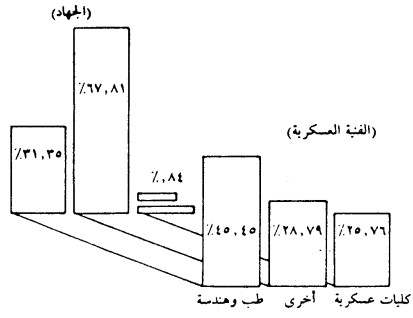 (الجهاد)
٪٦٧,٨١
٪٣١,٣٥
٪,٨٤
(الفنية العسكرية)
٪٤٥,٤٥
٪٢٨,٧٩
٪٢٥,٧٦
كليات عسكرية أخرى طب وهندسة